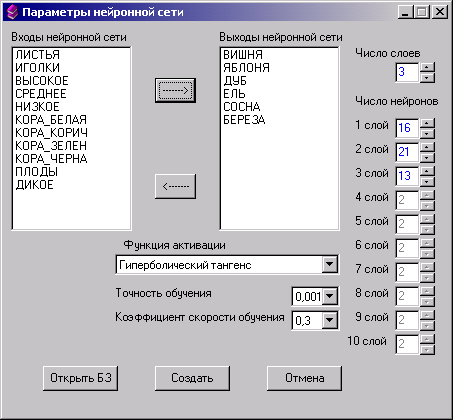 Параметры нейронной сети
Входы нейронной сети
ЛИСТЬЯ
ИГОЛКИ
ВЫСОКОЕ
СРЕДНЕЕ
НИЗКОЕ
КОРА_БЕЛАЯ
КОРА_КОРИЧ
КОРА_ЗЕЛЕН
КОРА_ЧЕРНА
ПЛОДЫ
ДИКОЕ
------>
<------
Выходы нейронной сети
ВИШНЯ
ЯБЛОНЯ
ДУБ
ЕЛЬ
СОСНА
БЕРЕЗА
Число слоев
3
Число нейронов
1 слой 16
2 слой 21
3 слой 13
4 слой 2
5 слой 2
6 слой 2
7 слой 2
8 слой 2
9 слой 2
10 слой 2
Функция активации
Гиперболический тангенс
Точность обучения 0,001
Коэффициент скорости обучения 0,3
Открыть БЗ Создать Отмена